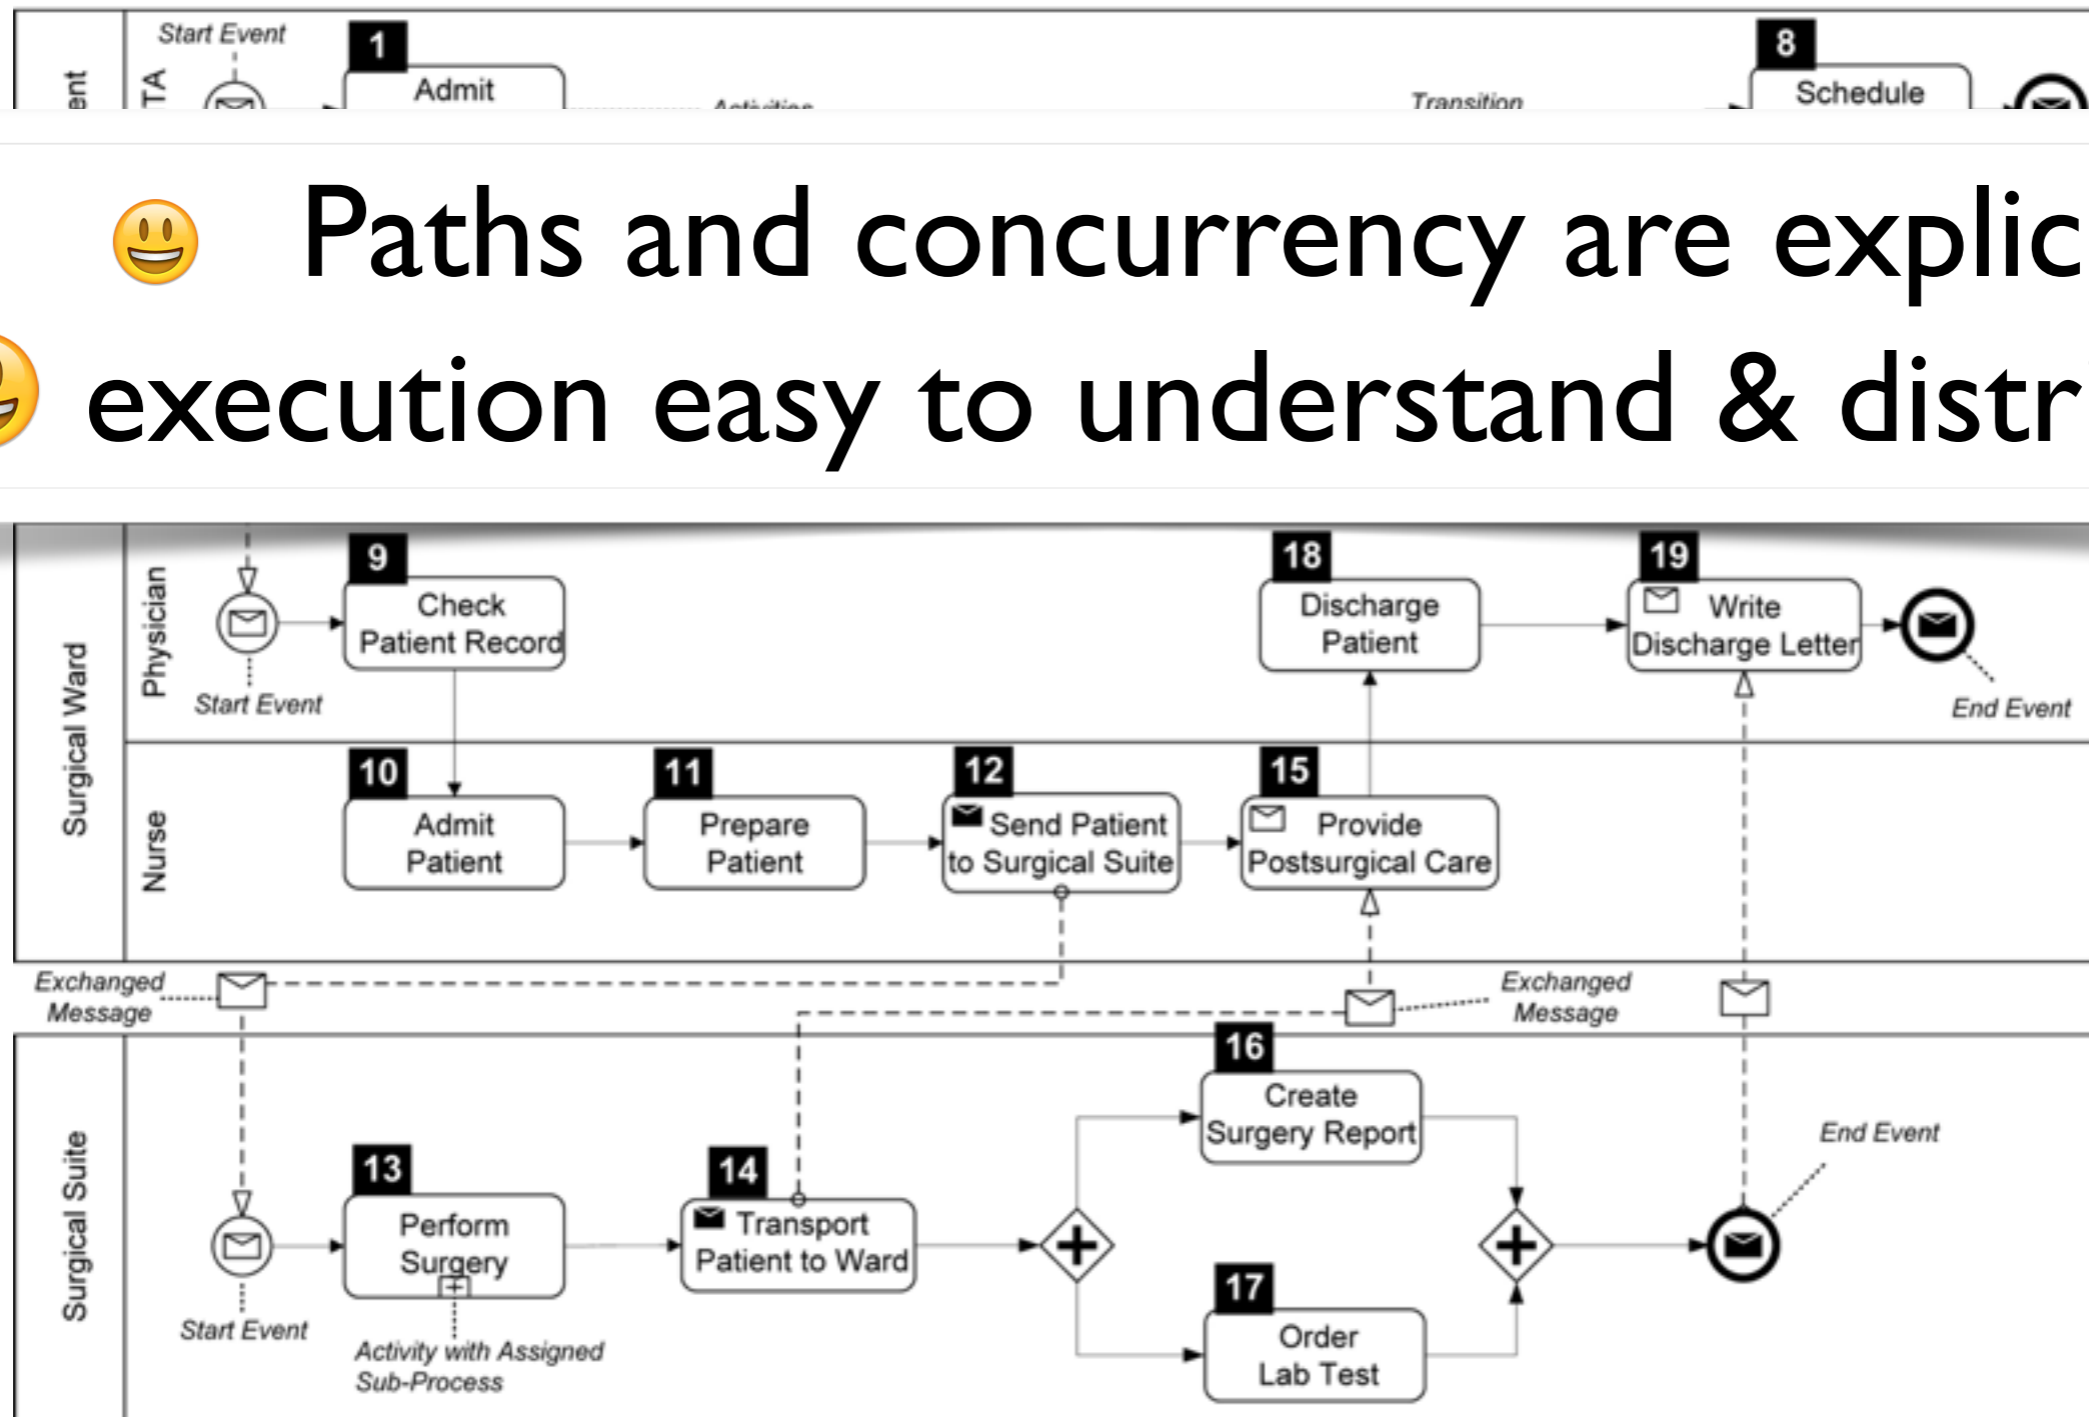 Start Event
1
Admit
TA
ent
Activities
Transition
8
Schedule
😃 Paths and concurrency are explic
execution easy to understand & distr
Surgical Ward
Physician
9
Check
Patient Record
Start Event
18
Discharge
Patient
19
Write
Discharge Letter
End Event
Nurse
10
Admit
Patient
11
Prepare
Patient
12
Send Patient
to Surgical Suite
15
Provide
Postsurgical Care
Exchanged
Message
Exchanged
Message
Surgical Suite
Start Event
13
Perform
Surgery
Activity with Assigned
Sub-Process
14
Transport
Patient to Ward
16
Create
Surgery Report
17
Order
Lab Test
End Event